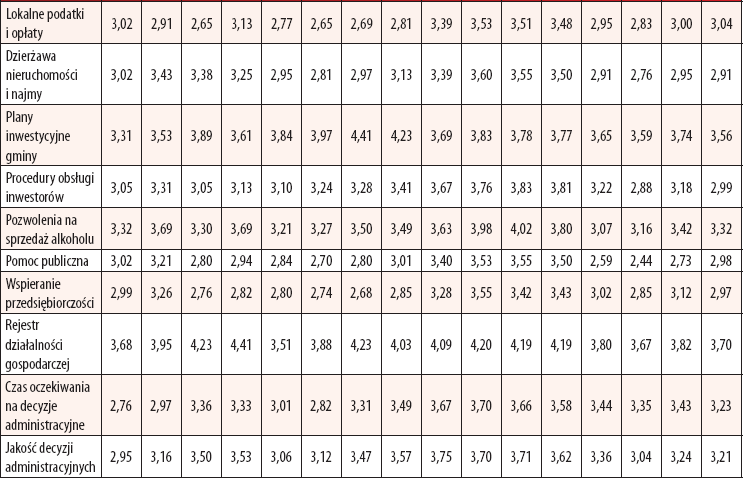 Lokalne podatki
i opłaty 3,02 2,91 2,65 3,13 2,77 2,65 2,69 2,81 3,39 3,53 3,51 3,48 2,95 2,83 3,00 3,04
Dzierżawa
nieruchomości
i najmy 3,02 3,43 3,38 3,25 2,95 2,81 2,97 3,13 3,39 3,60 3,55 3,50 2,91 2,76 2,95 2,91
Plany
inwestycyjne
gminy 3,31 3,53 3,89 3,61 3,84 3,97 4,41 4,23 3,69 3,83 3,78 3,77 3,65 3,59 3,74 3,56
Procedury obsługi
inwestorów 3,05 3,31 3,05 3,13 3,10 3,24 3,28 3,41 3,67 3,76 3,83 3,81 3,22 2,88 3,18 2,99
Pozwolenia na
sprzedaż alkoholu 3,32 3,69 3,30 3,69 3,21 3,27 3,50 3,49 3,63 3,98 4,02 3,80 3,07 3,16 3,42 3,32
Pomoc publiczna 3,02 3,21 2,80 2,94 2,84 2,70 2,80 3,01 3,40 3,53 3,55 3,50 2,59 2,44 2,73 2,98
Wspieranie
przedsiębiorczości 2,99 3,26 2,76 2,82 2,80 2,74 2,68 2,85 3,28 3,55 3,42 3,43 3,02 2,85 3,12 2,97
Rejestr
działalności
gospodarczej 3,68 3,95 4,23 4,41 3,51 3,88 4,23 4,03 4,09 4,20 4,19 4,19 3,80 3,67 3,82 3,70
Czas oczekiwania
na decyzje
administracyjne 2,76 2,97 3,36 3,33 3,01 2,82 3,31 3,49 3,67 3,70 3,66 3,58 3,44 3,35 3,43 3,23
Jakość decyzji
administracyjnych 2,95 3,16 3,50 3,53 3,06 3,12 3,47 3,57 3,75 3,70 3,71 3,62 3,36 3,04 3,24 3,21